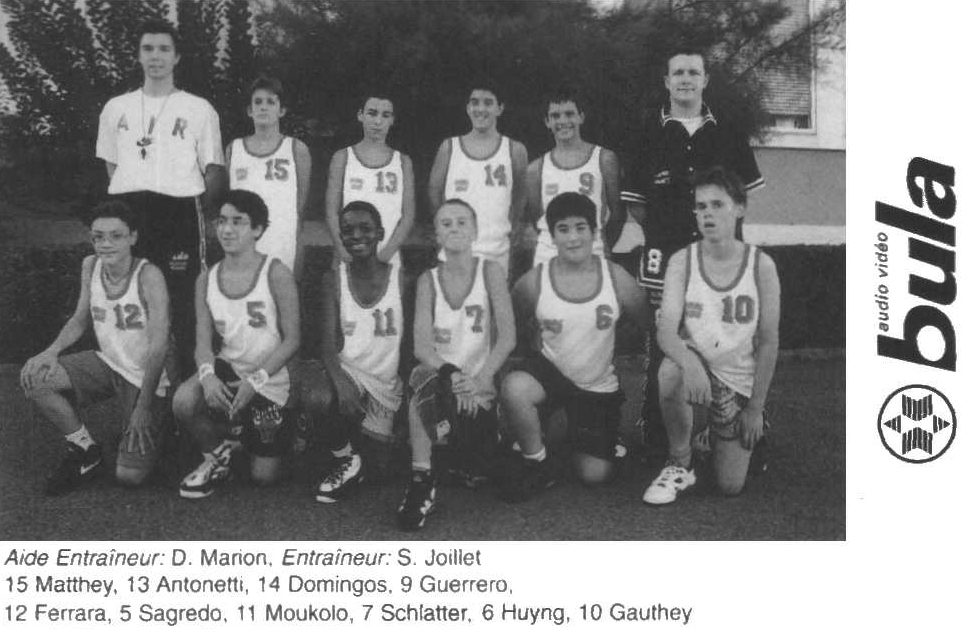 AIR
15
13
14
9
8
12
5
11
7
6
10
audio vidéo
bula
Aide Entraîneur: D. Marion, Entraîneur: S. Joillet
15 Matthey, 13 Antonetti, 14 Domingos, 9 Guerrero,
12 Ferrara, 5 Sagredo, 11 Moukolo, 7 Schlatter, 6 Huyng, 10 Gauthey